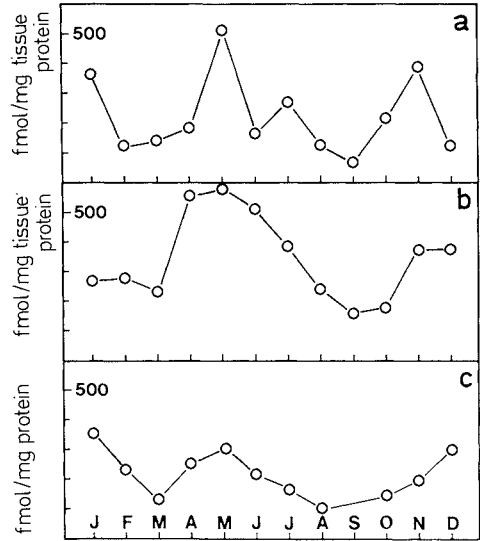 a
500
fmol/mg tissue
protein
b
500
fmol/mg tissue
protein
c
500
fmol/mg protein
J F M A M J J A S O N D